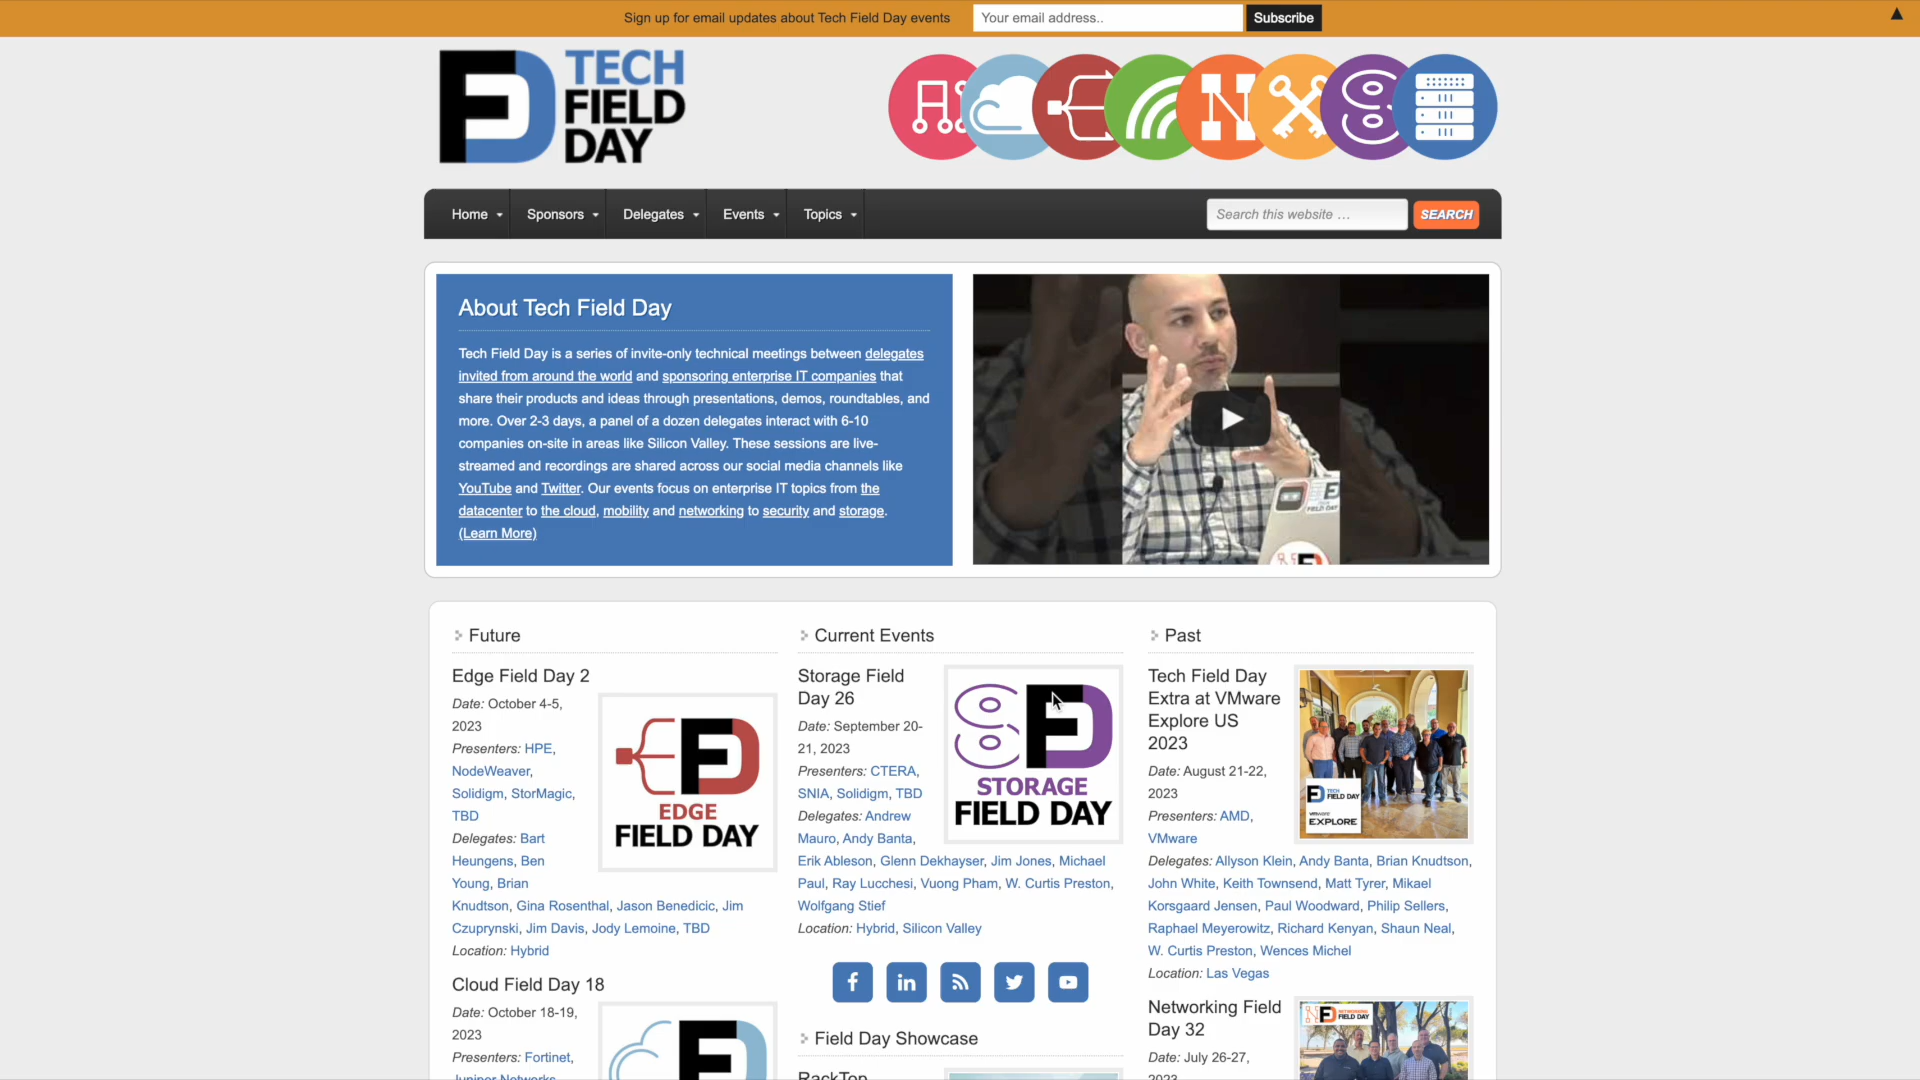 Sign up for email updates about Tech Field Day events
Your email address..
Subscribe
▲
TECH
FIELD
DAY
Home
Sponsors
Delegates
Events
Topics
Search this website …
SEARCH
About Tech Field Day
Tech Field Day is a series of invite-only technical meetings between delegates
invited from around the world and sponsoring enterprise IT companies that
share their products and ideas through presentations, demos, roundtables, and
more. Over 2-3 days, a panel of a dozen delegates interact with 6-10
companies on-site in areas like Silicon Valley. These sessions are live-
streamed and recordings are shared across our social media channels like
YouTube and Twitter. Our events focus on enterprise IT topics from the
datacenter to the cloud, mobility and networking to security and storage.
(Learn More)
Future
Edge Field Day 2
Date: October 4-5,
2023
Presenters: HPE,
NodeWeaver,
Solidigm, StorMagic,
TBD
Delegates: Bart
Heungens, Ben
Young, Brian
Knudtson, Gina Rosenthal, Jason Benedicic, Jim
Czuprynski, Jim Davis, Jody Lemoine, TBD
Location: Hybrid
EDGE
FIELD DAY
Cloud Field Day 18
Date: October 18-19,
2023
Presenters: Fortinet,
Juniper Networks,
Current Events
Storage Field
Day 26
Date: September 20-
21, 2023
Presenters: CTERA,
SNIA, Solidigm, TBD
Delegates: Andrew
Mauro, Andy Banta,
Erik Ableson, Glenn Dekhayser, Jim Jones, Michael
Paul, Ray Lucchesi, Vuong Pham, W. Curtis Preston,
Wolfgang Stief
Location: Hybrid, Silicon Valley
STORAGE
FIELD DAY
Field Day Showcase
RackTop
Past
Tech Field Day
Extra at VMware
Explore US
2023
Date: August 21-22,
2023
Presenters: AMD,
VMware
Delegates: Allyson Klein, Andy Banta, Brian Knudtson,
John White, Keith Townsend, Matt Tyrer, Mikael
Korsgaard Jensen, Paul Woodward, Philip Sellers,
Raphael Meyerowitz, Richard Kenyan, Shaun Neal,
W. Curtis Preston, Wences Michel
Location: Las Vegas
TECH
FIELD DAY
VMWARE
EXPLORE
Networking Field
Day 32
Date: July 26-27,
2023
NETWORKING
FIELD DAY